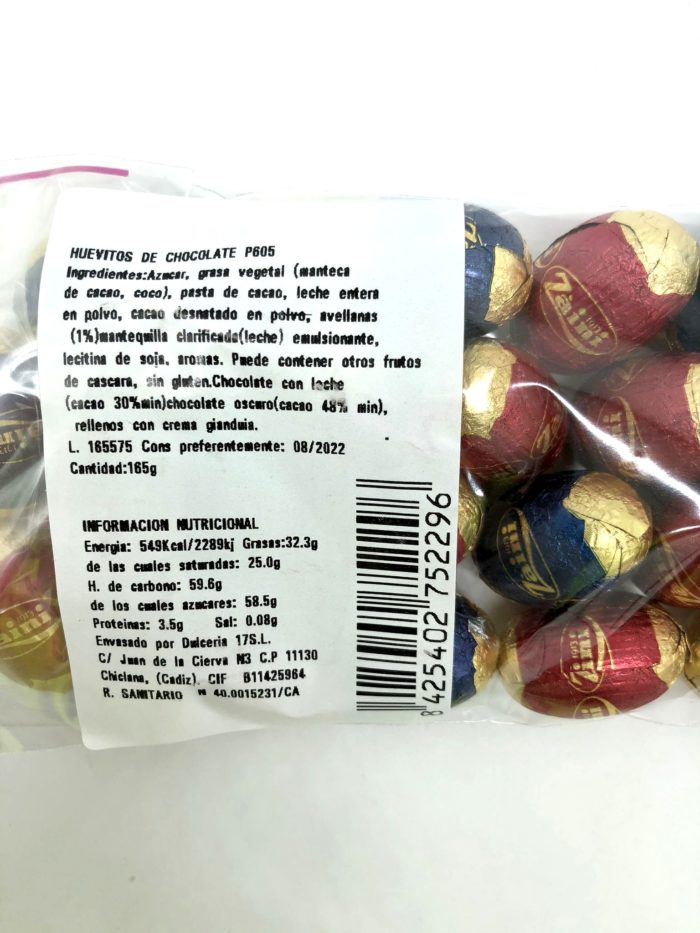 HUEVITOS DE CHOCOLATE P605
Ingredientes:Azucar, grasa vegetal (manteca
de cacao, coco), pasta de cacao, leche entera
en polvo, cacao desnatado en polvo, avellanas
(1%)mantequilla clarificada(leche) emulsionante,
lecitina de soja, aromas. Puede contener otros frutos
de cascara, sin gluten.Chocolate con leche
(cacao 30%min)chocolate oscuro(cacao 48% min),
rellenos con crema gianduia.
L. 165575 Cons preferentemente: 08/2022
Cantidad:165g
INFORMACION NUTRICIONAL
Energia: 549Kcal/2289kj Grasas:32.3g
de las cuales saturadas: 25.0g
H. de carbono: 59.6g
de los cuales azucares: 58.5g
Proteinas: 3.5g Sal: 0.08g
Envasado por Dulceria 17S.L.
C/ Juan de la Cierva N3 C.P 11130
Chiclana, (Cadiz). CIF B11425964
R. SANITARIO Nº 40.0015231/CA
8 425402 752296
Zaini
Zaini
Zaini
Zaini
Zaini